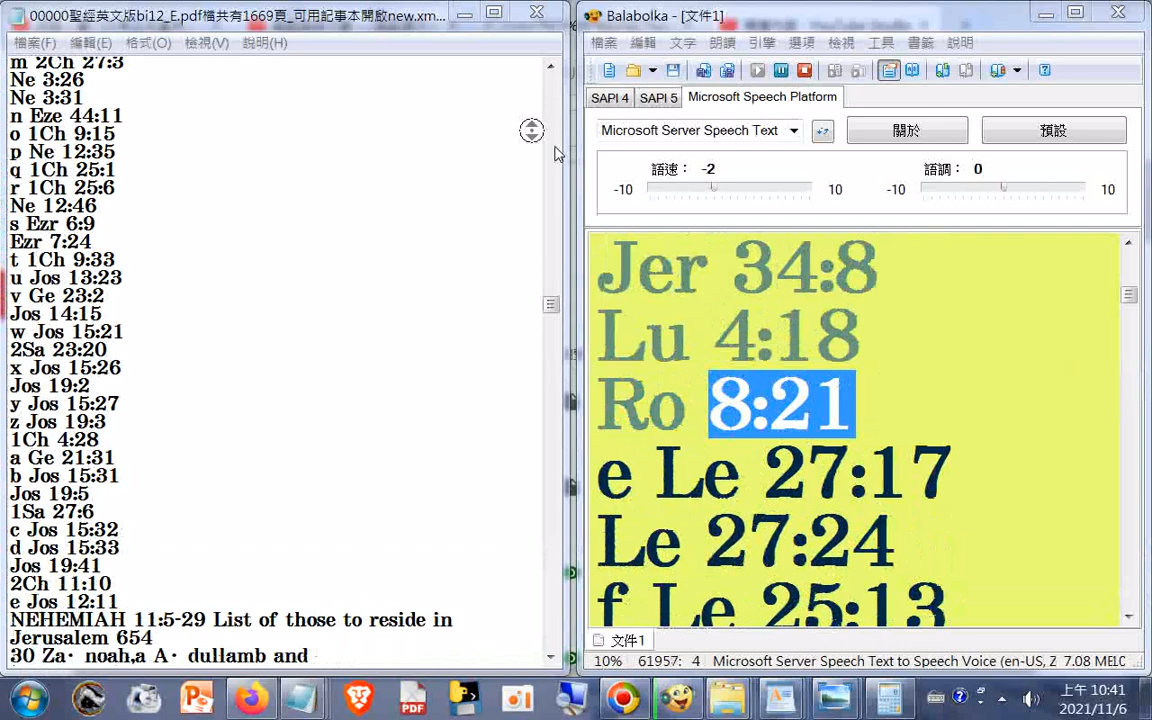 00000聖經英文版bi12_E.pdf檔共有1669頁_可用記事本開啟new.xm...
檔案(F) 編輯(E) 格式(O) 檢視(V) 說明(H)
m 2Ch 27:3
Ne 3:26
Ne 3:31
n Eze 44:11
o 1Ch 9:15
p Ne 12:35
q 1Ch 25:1
r 1Ch 25:6
Ne 12:46
s Ezr 6:9
Ezr 7:24
t 1Ch 9:33
u Jos 13:23
v Ge 23:2
Jos 14:15
w Jos 15:21
2Sa 23:20
x Jos 15:26
Jos 19:2
y Jos 15:27
z Jos 19:3
1Ch 4:28
a Ge 21:31
b Jos 15:31
Jos 19:5
1Sa 27:6
c Jos 15:32
d Jos 15:33
Jos 19:41
2Ch 11:10
e Jos 12:11
NEHEMIAH 11:5-29 List of those to reside in
Jerusalem 654
30 Za· noah,a A· dullamb and
Balabolka - [文件1]
檔案 編輯 文字 朗讀 引擎 選項 檢視 工具 書籤 說明
SAPI 4 SAPI 5 Microsoft Speech Platform
Microsoft Server Speech Text 關於 預設
語速： -2 語調： 0
-10 10 -10 10
Jer 34:8
Lu 4:18
Ro 8:21
e Le 27:17
Le 27:24
f Le 25:13
文件1
10% 61957: 4 Microsoft Server Speech Text to Speech Voice (en-US, Z 7.08 МЕLC
PDF
上午 10:41
2021/11/6